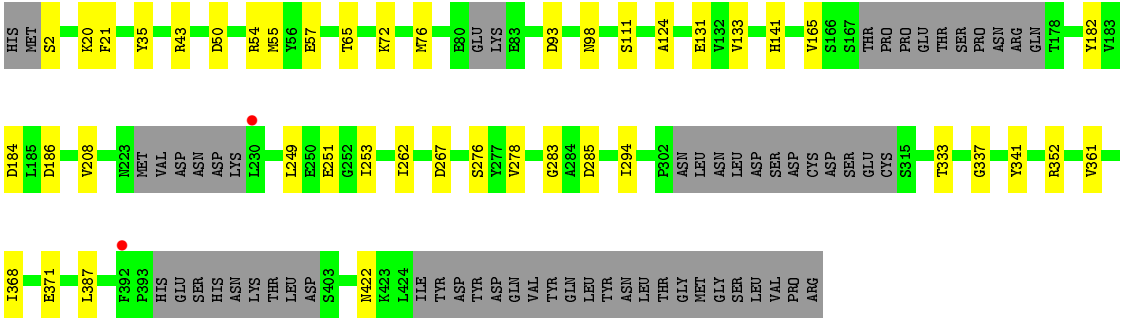 HIS MET S2 K20 F21 Y35 R43 D50 R54 M55 Y56 E57 T65 K72 M76 E80 GLU LYS E83 D93 N98 S111 A124 E131 V132 V133 H141 V165 S166 S167 THR PRO PRO GLU THR SER PRO ASN ARG GLN T178 Y182 V183
D184 L185 D186 V208 N223 MET VAL ASP ASN ASP LYS L230 L249 E250 E251 G252 I253 I262 D267 S276 Y277 V278 G283 A284 D285 I294 P302 ASN LEU ASN LEU ASP SER ASP CYS ASP SER GLU CYS S315 T333 G337 Y341 R352 V361
I368 E371 L387 F392 P393 HIS GLU SER HIS ASN LYS THR LEU ASP S403 N422 K423 L424 ILE TYR ASP TYR ASP GLN VAL TYR GLN LEU TYR ASN LEU THR GLY MET GLY SER LEU VAL PRO ARG